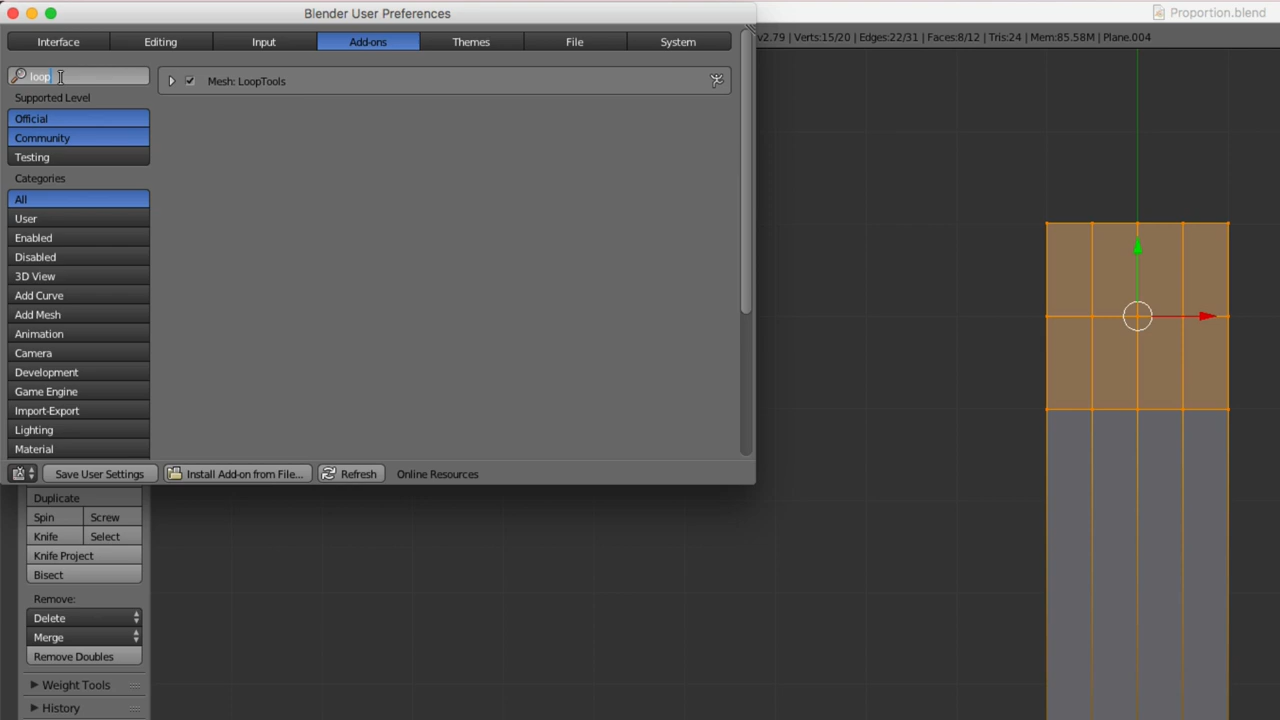 Blender User Preferences
Proportion.blend
Interface Editing Input Add-ons Themes File System
v2.79 | Verts:15/20 | Edges:22/31 | Faces:8/12 | Tris:24 | Mem:85.58M | Plane.004
loop
Mesh: LoopTools
Supported Level
Official
Community
Testing
Categories
All
User
Enabled
Disabled
3D View
Add Curve
Add Mesh
Animation
Camera
Development
Game Engine
Import-Export
Lighting
Material
Save User Settings Install Add-on from File... Refresh Online Resources
Duplicate
Spin Screw
Knife Select
Knife Project
Bisect
Remove:
Delete
Merge
Remove Doubles
Weight Tools
History